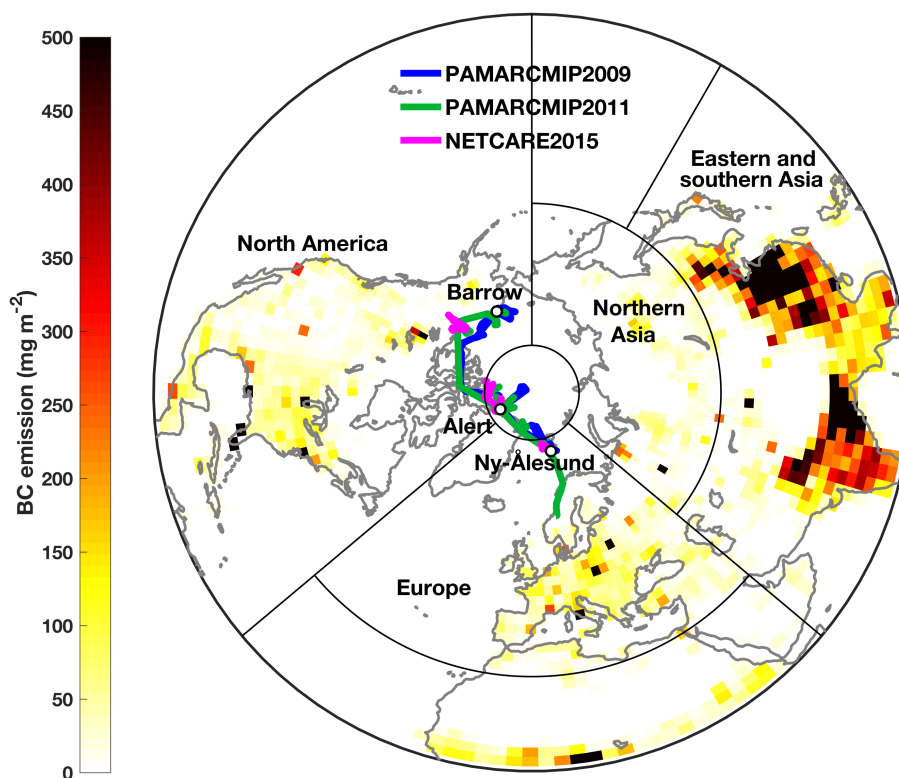 500
450
400
350
300
250
200
150
100
50
0
BC emission (mg m⁻²)
PAMARCMIP2009
PAMARCMIP2011
NETCARE2015
Eastern and
southern Asia
North America
Barrow
Northern
Asia
Alert
Ny-Ålesund
Europe